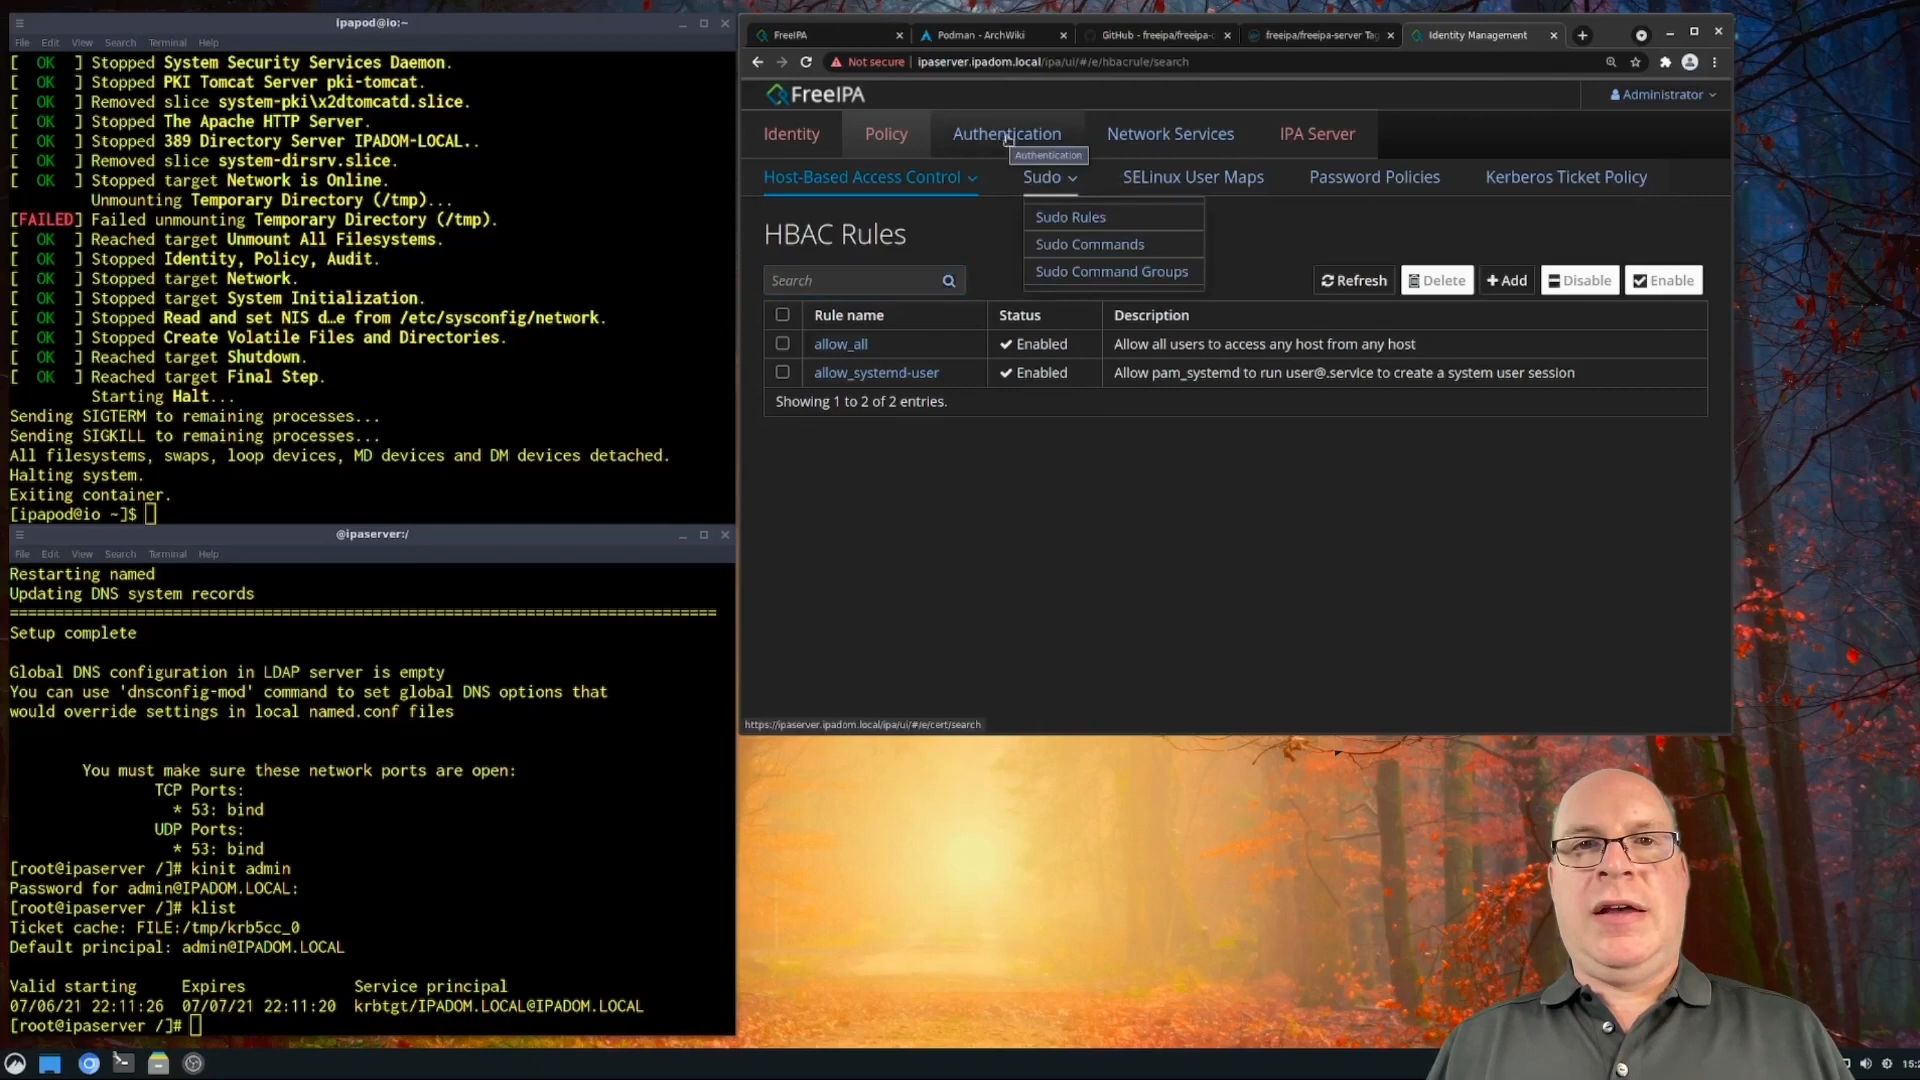 ipapod@io:~
File Edit View Search Terminal Help
[ OK ] Stopped System Security Services Daemon.
[ OK ] Stopped PKI Tomcat Server pki-tomcat.
[ OK ] Removed slice system-pki\x2dtomcatd.slice.
[ OK ] Stopped The Apache HTTP Server.
[ OK ] Stopped 389 Directory Server IPADOM-LOCAL..
[ OK ] Removed slice system-dirsrv.slice.
[ OK ] Stopped target Network is Online.
Unmounting Temporary Directory (/tmp)...
[FAILED] Failed unmounting Temporary Directory (/tmp).
[ OK ] Reached target Unmount All Filesystems.
[ OK ] Stopped target Identity, Policy, Audit.
[ OK ] Stopped target Network.
[ OK ] Stopped target System Initialization.
[ OK ] Stopped Read and set NIS d…e from /etc/sysconfig/network.
[ OK ] Stopped Create Volatile Files and Directories.
[ OK ] Reached target Shutdown.
[ OK ] Reached target Final Step.
Starting Halt...
Sending SIGTERM to remaining processes...
Sending SIGKILL to remaining processes...
All filesystems, swaps, loop devices, MD devices and DM devices detached.
Halting system.
Exiting container.
[ipapod@io ~]$
@ipaserver:/
File Edit View Search Terminal Help
Restarting named
Updating DNS system records
==============================================================================
Setup complete
Global DNS configuration in LDAP server is empty
You can use 'dnsconfig-mod' command to set global DNS options that
would override settings in local named.conf files
You must make sure these network ports are open:
TCP Ports:
* 53: bind
UDP Ports:
* 53: bind
[root@ipaserver /]# kinit admin
Password for admin@IPADOM.LOCAL:
[root@ipaserver /]# klist
Ticket cache: FILE:/tmp/krb5cc_0
Default principal: admin@IPADOM.LOCAL
Valid starting Expires Service principal
07/06/21 22:11:26 07/07/21 22:11:20 krbtgt/IPADOM.LOCAL@IPADOM.LOCAL
[root@ipaserver /]#
FreeIPA Podman - ArchWiki GitHub - freeipa/freeipa-c freeipa/freeipa-server Tag Identity Management
Not secure ipaserver.ipadom.local/ipa/ui/#/e/hbacrule/search
FreeIPA Administrator
Identity Policy Authentication Network Services IPA Server
Authentication
Host-Based Access Control Sudo SELinux User Maps Password Policies Kerberos Ticket Policy
Sudo Rules
Sudo Commands
Sudo Command Groups
HBAC Rules
Search Refresh Delete Add Disable Enable
Rule name Status Description
allow_all Enabled Allow all users to access any host from any host
allow_systemd-user Enabled Allow pam_systemd to run user@.service to create a system user session
Showing 1 to 2 of 2 entries.
https://ipaserver.ipadom.local/ipa/ui/#/e/cert/search